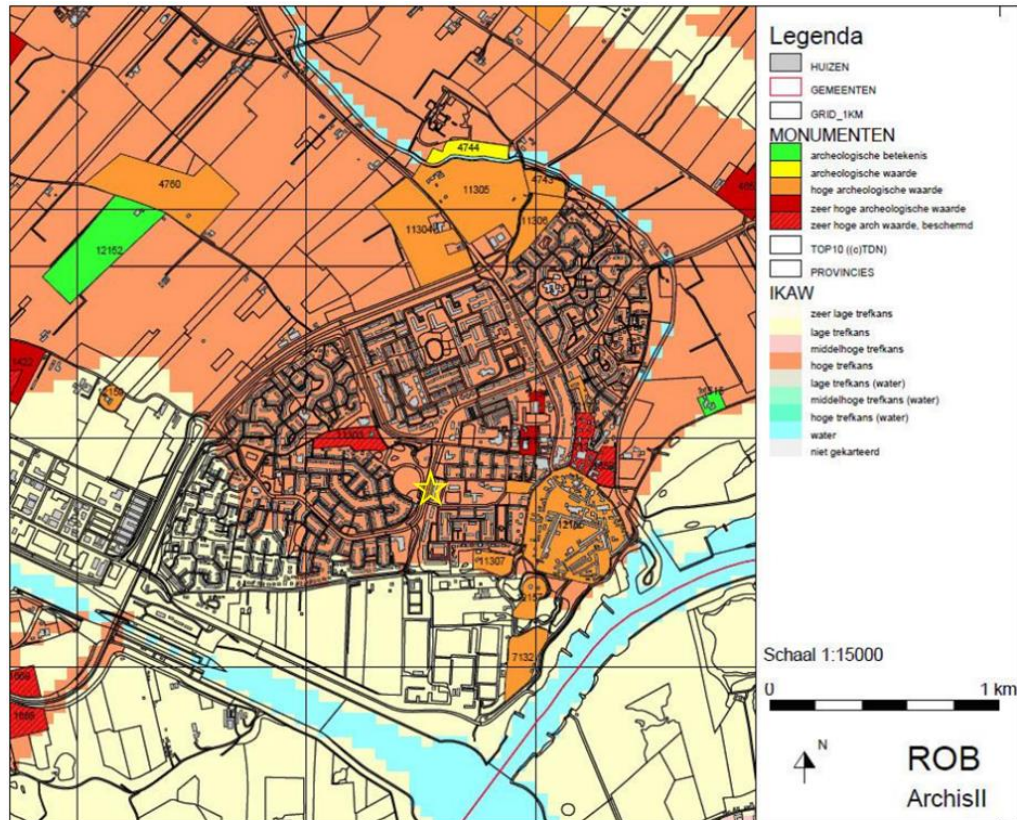 4744
4760
11305
4743
11304
11306
12152
Legenda
HUIZEN
GEMEENTEN
GRID_1KM
MONUMENTEN
archeologische betekenis
archeologische waarde
hoge archeologische waarde
zeer hoge archeologische waarde
zeer hoge arch waarde, beschermd
TOP10 ((c)TDN)
PROVINCIES
IKAW
zeer lage trefkans
lage trefkans
middelhoge trefkans
hoge trefkans
lage trefkans (water)
middelhoge trefkans (water)
hoge trefkans (water)
water
niet gekarteerd
11307
7132
Schaal 1:15000
0 1 km
N
ROB
ArchisII